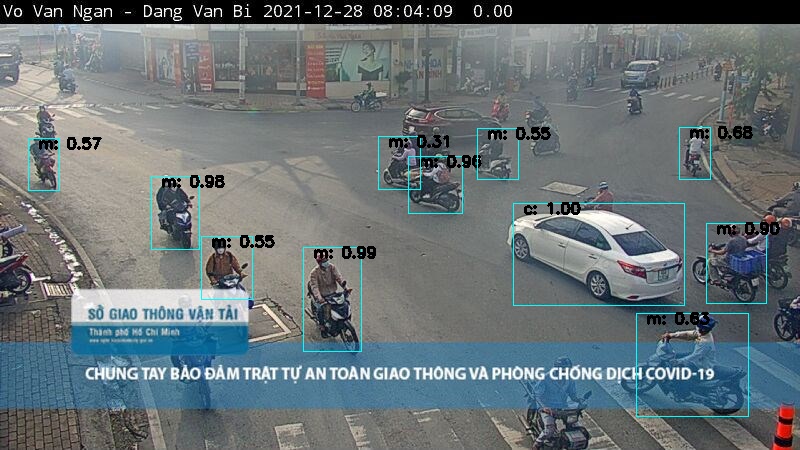 Vo Van Ngan - Dang Van Bi 2021-12-28 08:04:09 0.00
m: 0.57
m: 0.98
m: 0.55
m: 0.99
m: 0.31
m: 0.96
m: 0.55
m: 0.68
c: 1.00
m: 0.90
m: 0.63
NHA KHOA
SỞ GIAO THÔNG VẬN TẢI
Thành phố Hồ Chí Minh
CHUNG TAY BẢO ĐẢM TRẬT TỰ AN TOÀN GIAO THÔNG VÀ PHÒNG CHỐNG DỊCH COVID-19